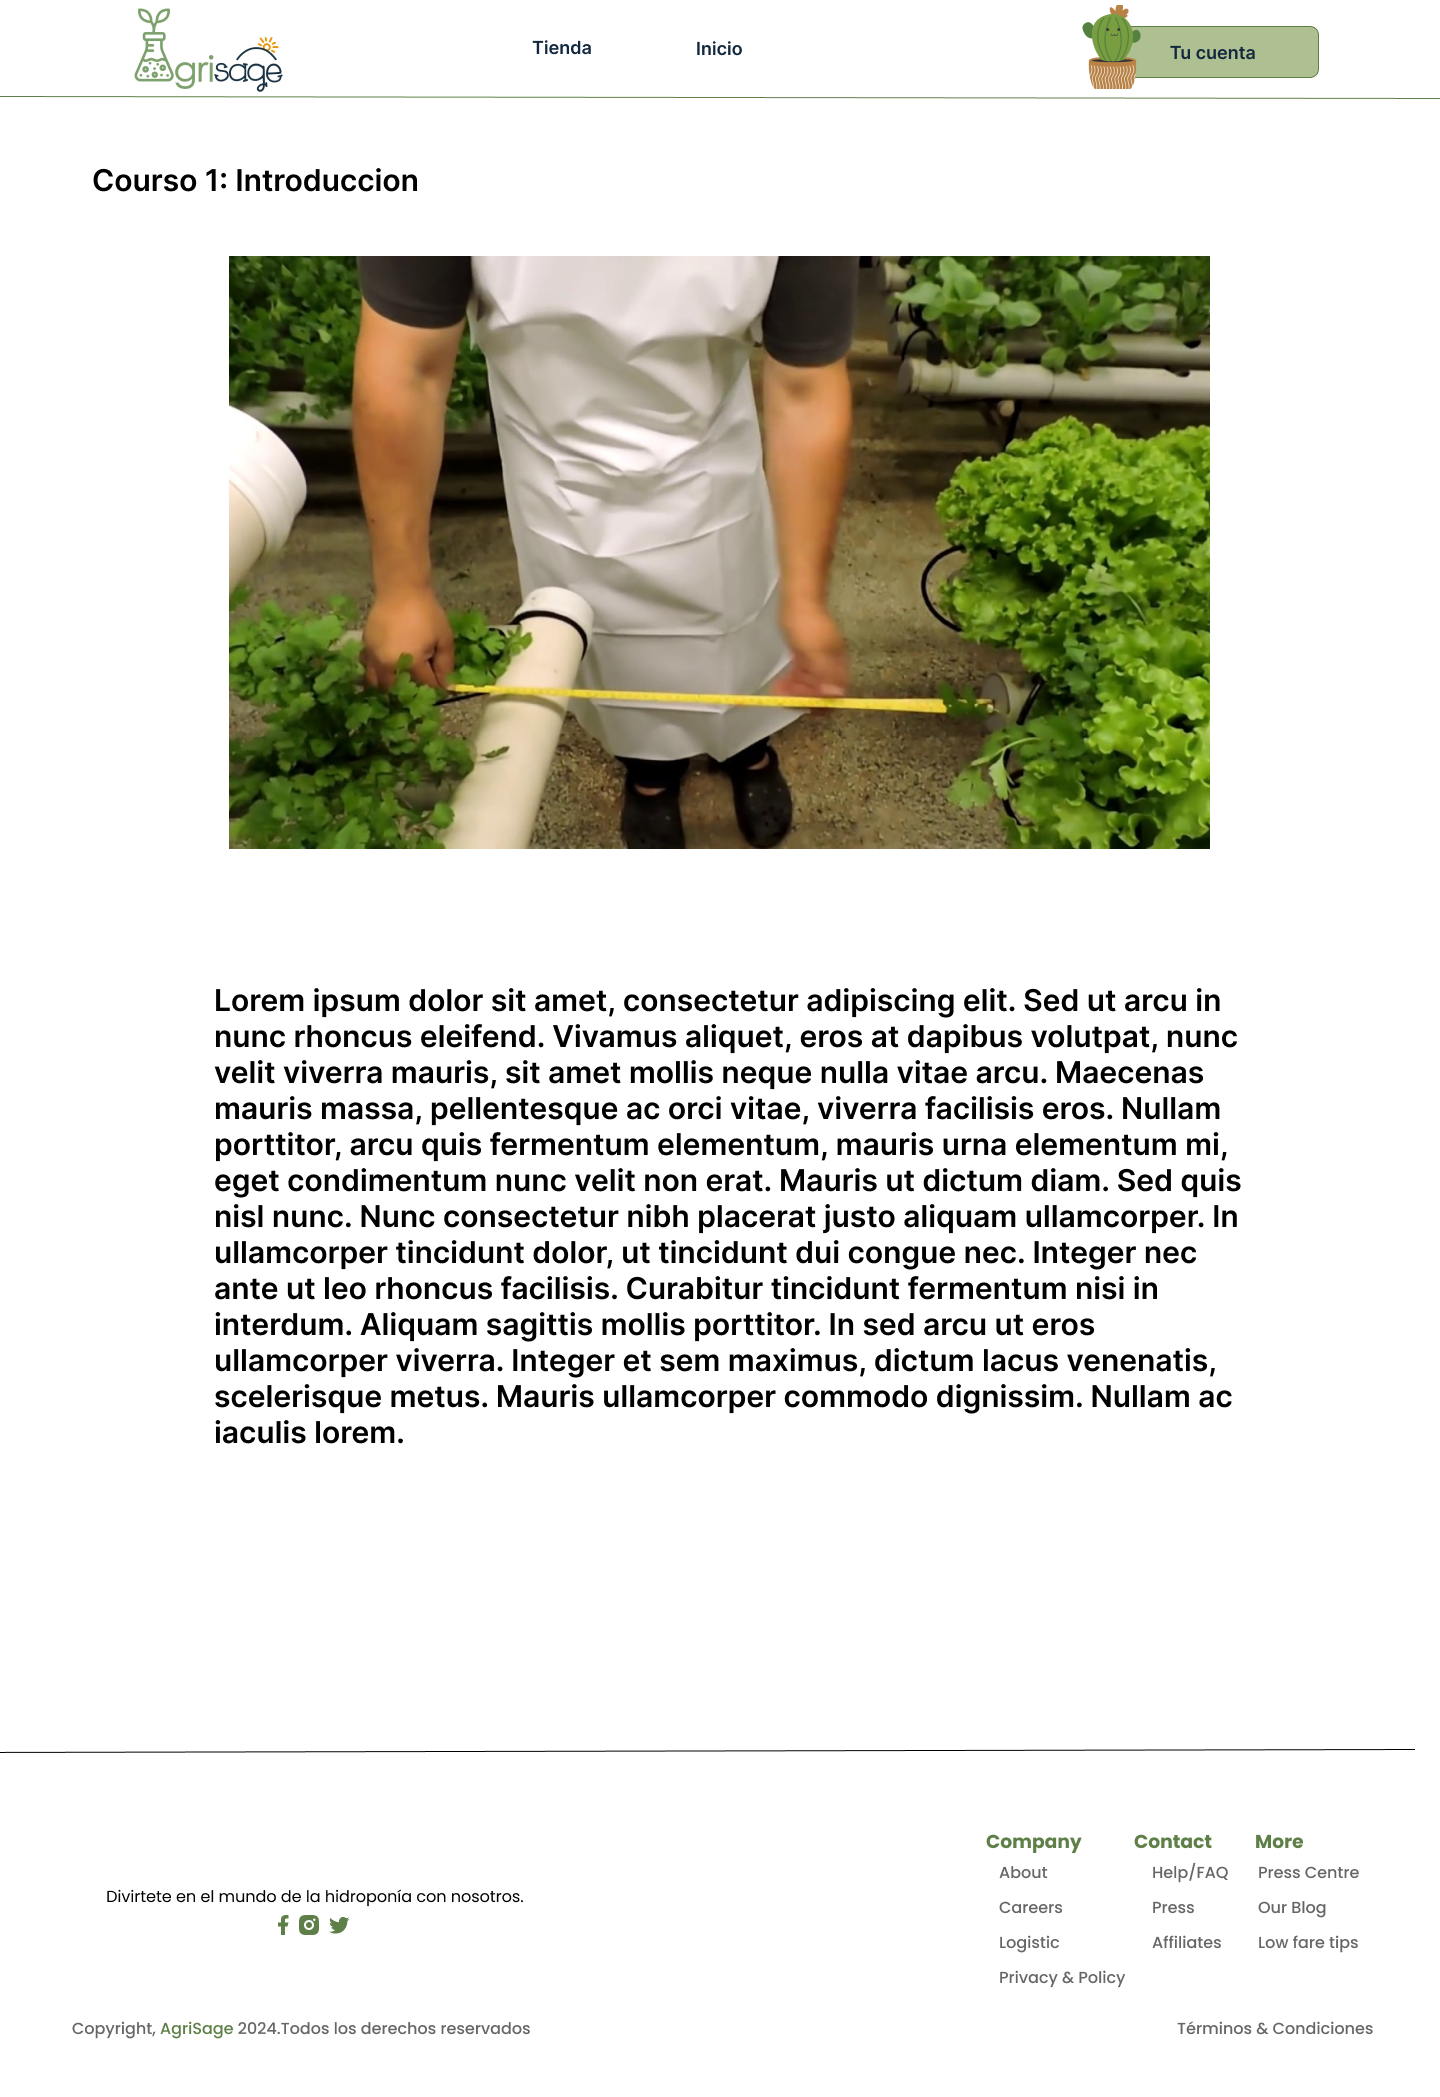 grisage
Tienda
Inicio
Tu cuenta
Courso 1: Introduccion
Lorem ipsum dolor sit amet, consectetur adipiscing elit. Sed ut arcu in
nunc rhoncus eleifend. Vivamus aliquet, eros at dapibus volutpat, nunc
velit viverra mauris, sit amet mollis neque nulla vitae arcu. Maecenas
mauris massa, pellentesque ac orci vitae, viverra facilisis eros. Nullam
porttitor, arcu quis fermentum elementum, mauris urna elementum mi,
eget condimentum nunc velit non erat. Mauris ut dictum diam. Sed quis
nisl nunc. Nunc consectetur nibh placerat justo aliquam ullamcorper. In
ullamcorper tincidunt dolor, ut tincidunt dui congue nec. Integer nec
ante ut leo rhoncus facilisis. Curabitur tincidunt fermentum nisi in
interdum. Aliquam sagittis mollis porttitor. In sed arcu ut eros
ullamcorper viverra. Integer et sem maximus, dictum lacus venenatis,
scelerisque metus. Mauris ullamcorper commodo dignissim. Nullam ac
iaculis lorem.
Divirtete en el mundo de la hidroponía con nosotros.
Company
About
Careers
Logistic
Privacy & Policy
Contact
Help/FAQ
Press
Affiliates
More
Press Centre
Our Blog
Low fare tips
Copyright, AgriSage 2024.Todos los derechos reservados
Términos & Condiciones